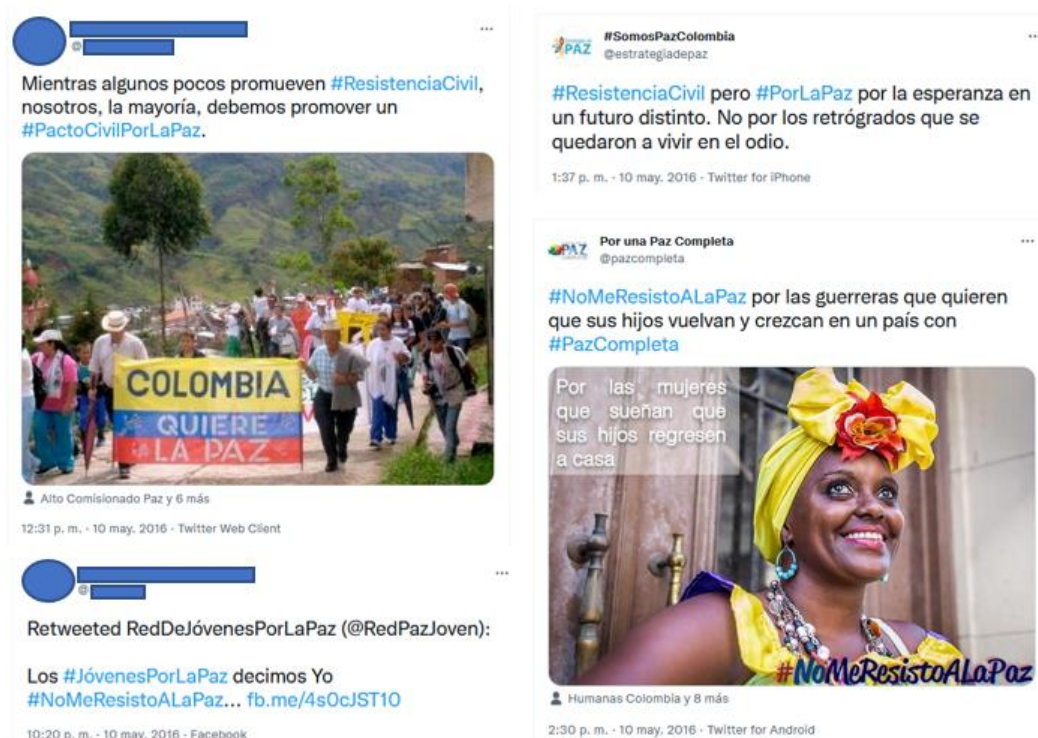 @
Mientras algunos pocos promueven #ResistenciaCivil,
nosotros, la mayoría, debemos promover un
#PactoCivilPorLaPaz.
COLOMBIA
QUIERE
LA PAZ
Alto Comisionado Paz y 6 más
12:31 p. m. · 10 may. 2016 · Twitter Web Client
@
Retweeted RedDeJóvenesPorLaPaz (@RedPazJoven):
Los #JóvenesPorLaPaz decimos Yo
#NoMeResistoALaPaz... fb.me/4s0cJST10
10:20 p. m. · 10 may. 2016 · Facebook
PAZ
#SomosPazColombia
@estrategiadepaz
#ResistenciaCivil pero #PorLaPaz por la esperanza en
un futuro distinto. No por los retrógrados que se
quedaron a vivir en el odio.
1:37 p. m. · 10 may. 2016 · Twitter for iPhone
PAZ
Por una Paz Completa
@pazcompleta
#NoMeResistoALaPaz por las guerreras que quieren
que sus hijos vuelvan y crezcan en un país con
#PazCompleta
Por las mujeres
que sueñan que
sus hijos regresen
a casa
#NoMeResistoALaPaz
Humanas Colombia y 8 más
2:30 p. m. · 10 may. 2016 · Twitter for Android